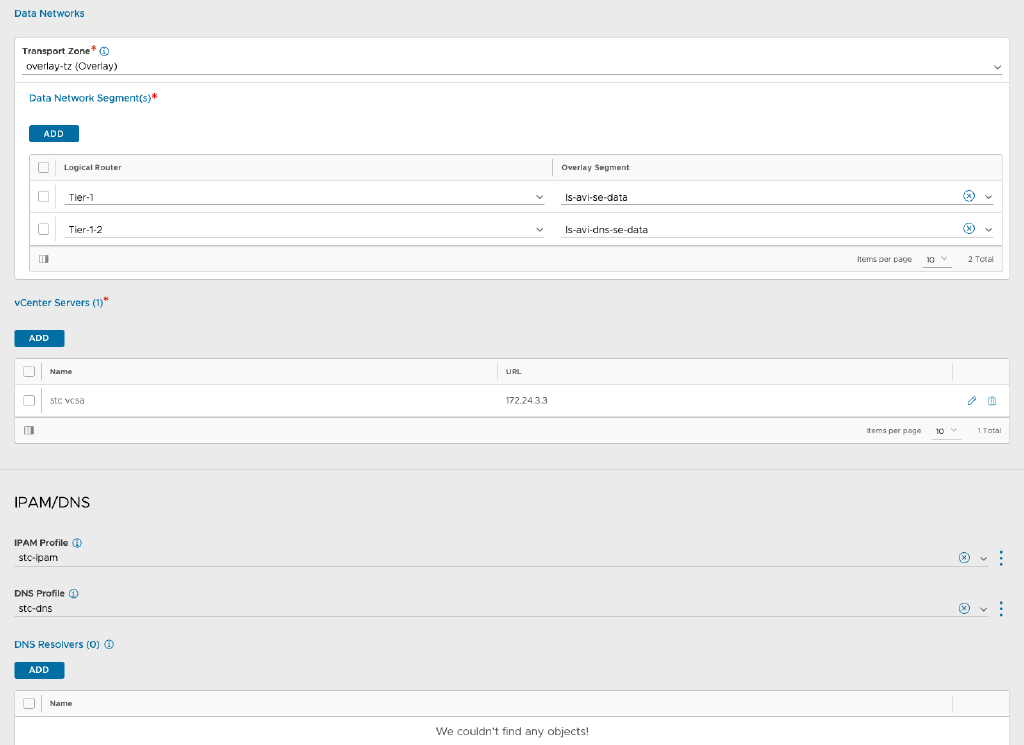 Data Networks
Transport Zone*
overlay-tz (Overlay)
Data Network Segment(s)*
ADD
Logical Router Overlay Segment
Tier-1 ls-avi-se-data
Tier-1-2 ls-avi-dns-se-data
Items per page 10 2 Total
vCenter Servers (1)*
ADD
Name URL
stc vcsa 172.24.3.3
Items per page 10 1 Total
IPAM/DNS
IPAM Profile
stc-ipam
DNS Profile
stc-dns
DNS Resolvers (0)
ADD
Name
We couldn't find any objects!